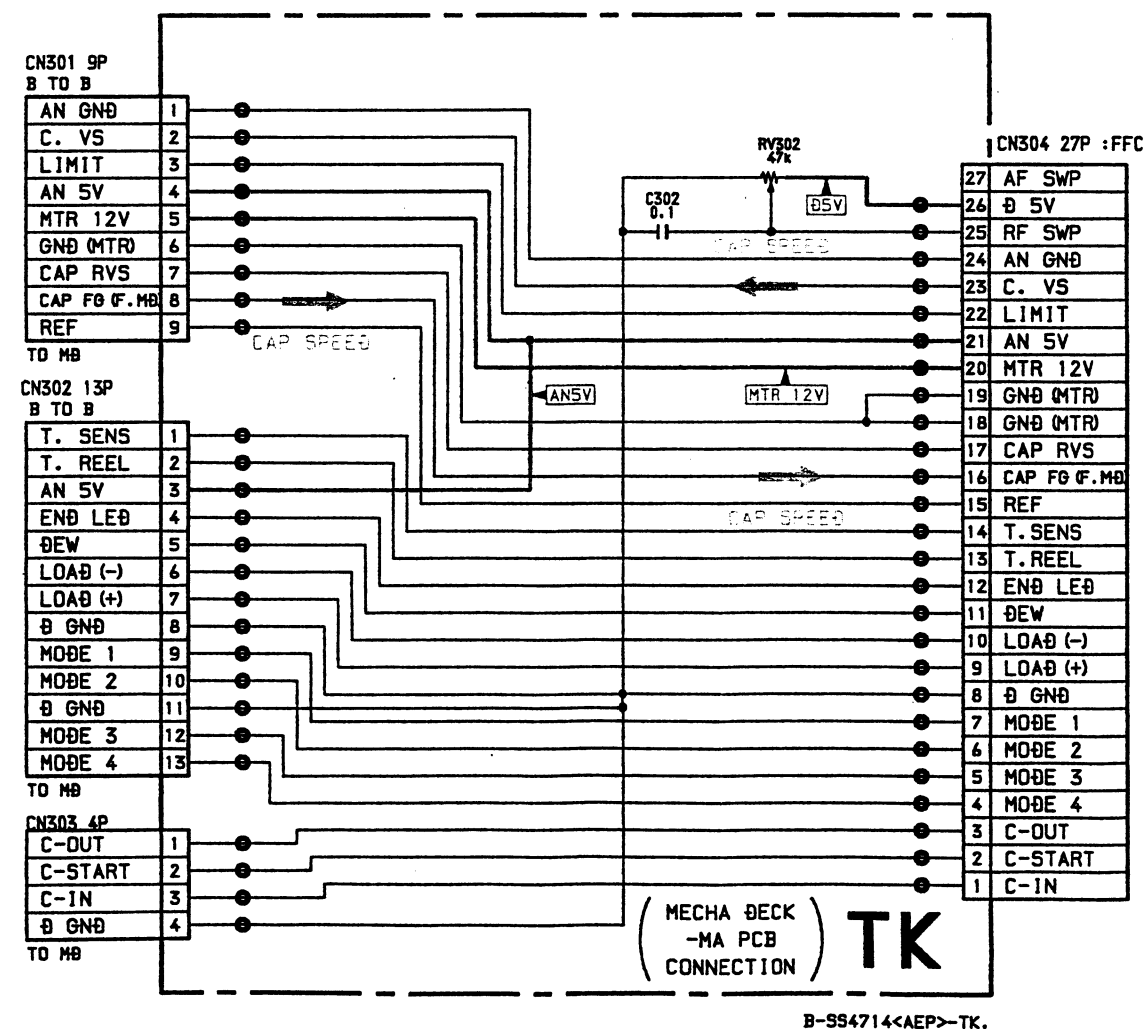 CN301 9P
B TO B
AN GND 1
C. VS 2
LIMIT 3
AN 5V 4
MTR 12V 5
GND (MTR) 6
CAP RVS 7
CAP FG (F.MD) 8
REF 9
TO MD
CAP SPEED
CN302 13P
B TO B
T. SENS 1
T. REEL 2
AN 5V 3
END LED 4
DEW 5
LOAD (-) 6
LOAD (+) 7
D GND 8
MODE 1 9
MODE 2 10
D GND 11
MODE 3 12
MODE 4 13
TO MD
CN303 4P
C-OUT 1
C-START 2
C-IN 3
D GND 4
TO MD
RV302
47k
C302
0.1
D5V
CAP SPEED
AN5V
MTR 12V
CAP SPEED
CN304 27P :FFC
27 AF SWP
26 D 5V
25 RF SWP
24 AN GND
23 C. VS
22 LIMIT
21 AN 5V
20 MTR 12V
19 GND (MTR)
18 GND (MTR)
17 CAP RVS
16 CAP FG (F.MD)
15 REF
14 T.SENS
13 T.REEL
12 END LED
11 DEW
10 LOAD (-)
9 LOAD (+)
8 D GND
7 MODE 1
6 MODE 2
5 MODE 3
4 MODE 4
3 C-OUT
2 C-START
1 C-IN
MECHA DECK
-MA PCB
CONNECTION
TK
B-SS4714<AEP>-TK.